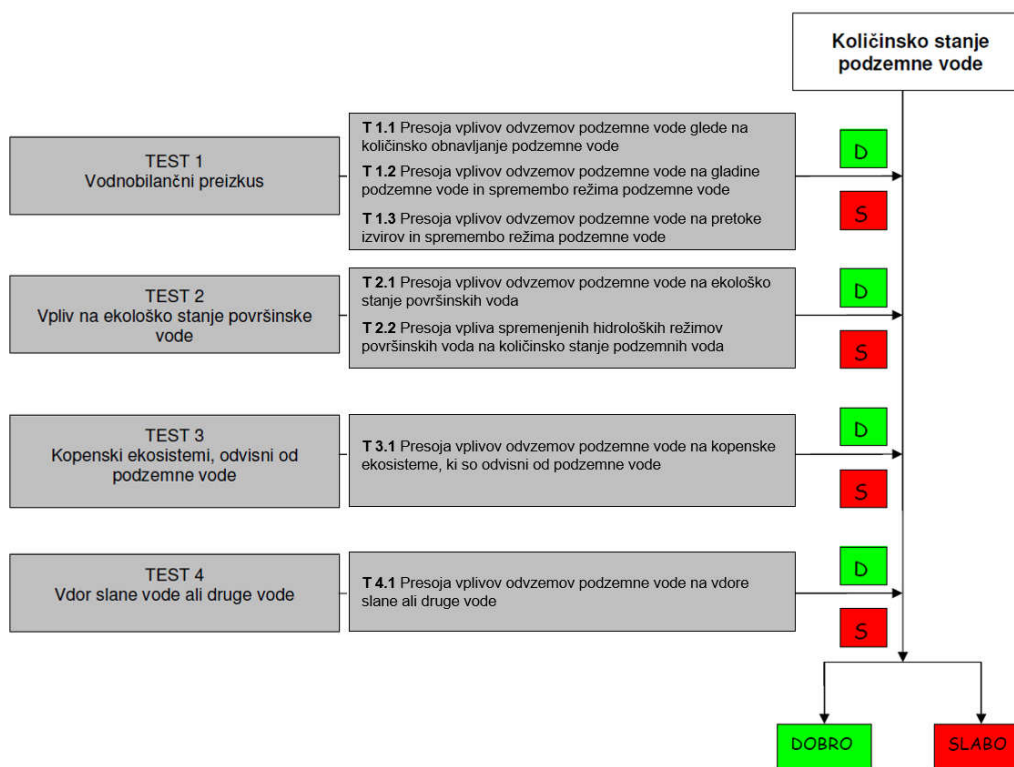 Količinsko stanje
podzemne vode
TEST 1
Vodnobilančni preizkus
T 1.1 Presoja vplivov odvzemov podzemne vode glede na
količinsko obnavljanje podzemne vode
T 1.2 Presoja vplivov odvzemov podzemne vode na gladine
podzemne vode in spremembo režima podzemne vode
T 1.3 Presoja vplivov odvzemov podzemne vode na pretoke
izvirov in spremembo režima podzemne vode
D
S
TEST 2
Vpliv na ekološko stanje površinske
vode
T 2.1 Presoja vplivov odvzemov podzemne vode na ekološko
stanje površinskih voda
T 2.2 Presoja vpliva spremenjenih hidroloških režimov
površinskih voda na količinsko stanje podzemnih voda
D
S
TEST 3
Kopenski ekosistemi, odvisni od
podzemne vode
T 3.1 Presoja vplivov odvzemov podzemne vode na kopenske
ekosisteme, ki so odvisni od podzemne vode
D
S
TEST 4
Vdor slane vode ali druge vode
T 4.1 Presoja vplivov odvzemov podzemne vode na vdore
slane ali druge vode
D
S
DOBRO
SLABO